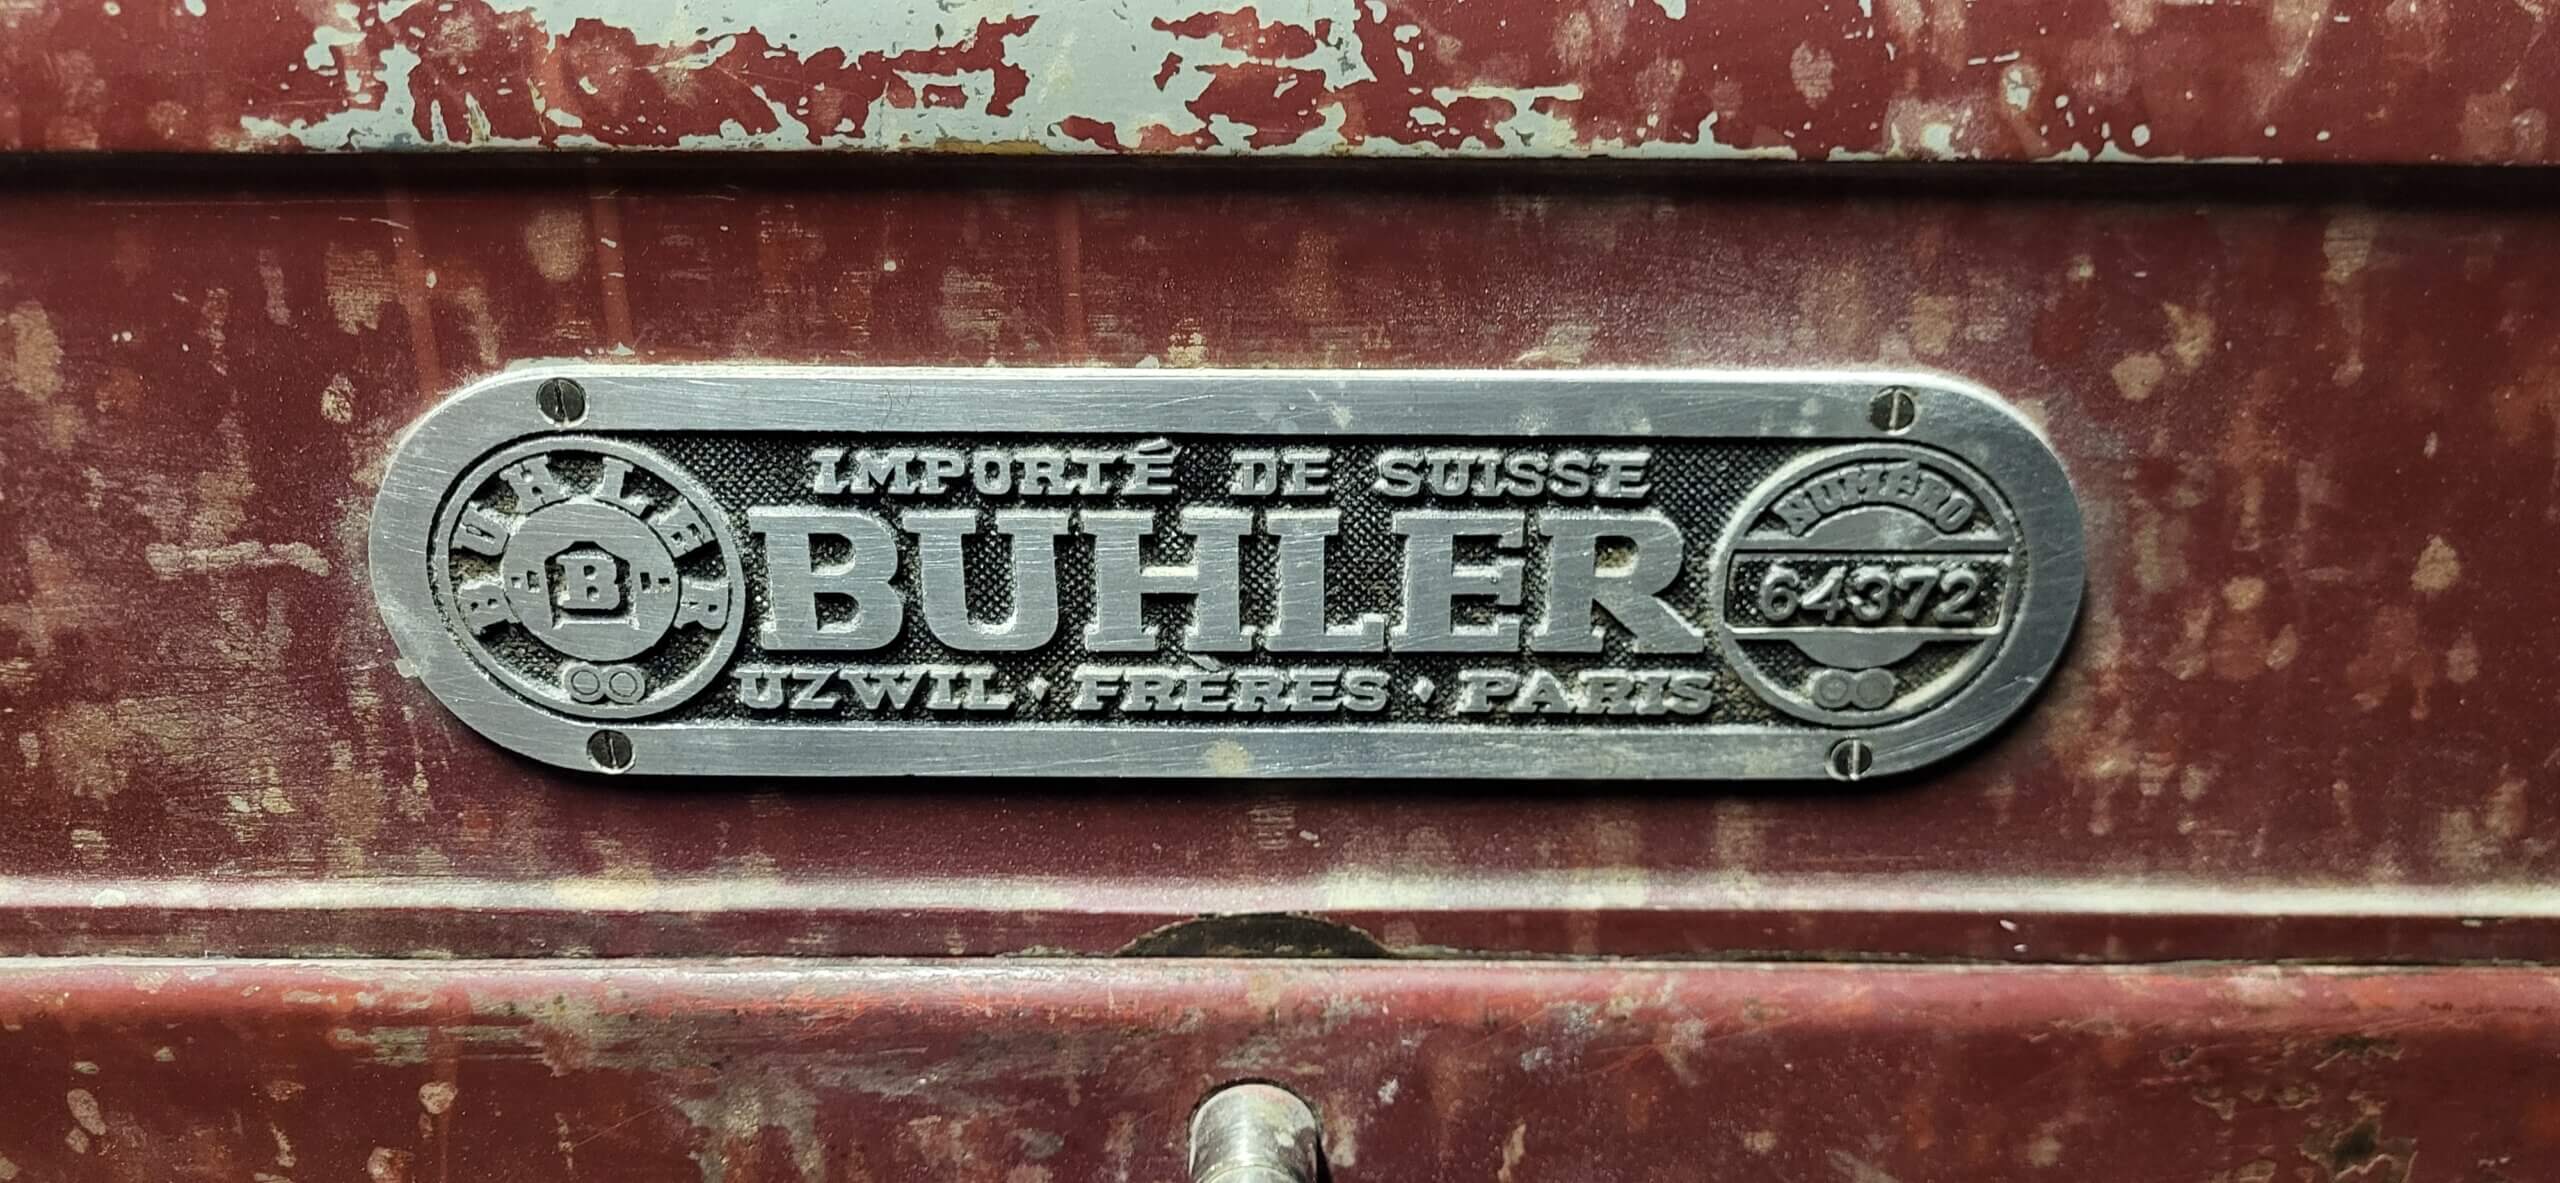 BUHLER
B
IMPORTÉ DE SUISSE
BUHLER
UZWIL · FRÈRES · PARIS
NUMÉRO
64372